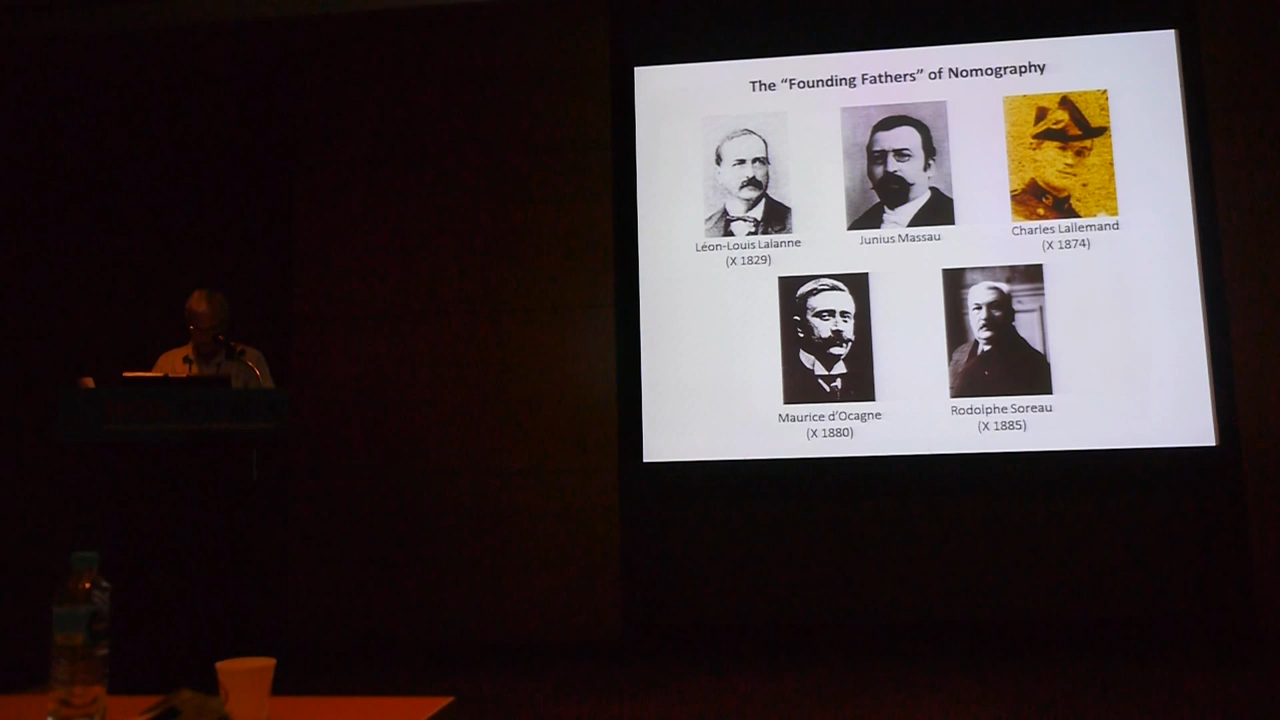 The “Founding Fathers” of Nomography
Léon-Louis Lalanne
(X 1829)
Junius Massau
Charles Lallemand
(X 1874)
Maurice d’Ocagne
(X 1880)
Rodolphe Soreau
(X 1885)